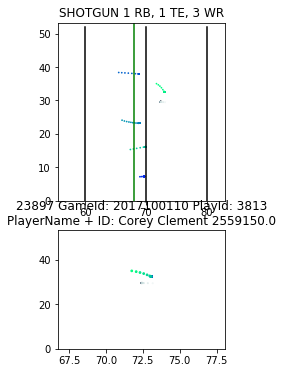 SHOTGUN 1 RB, 1 TE, 3 WR
50
40
30
20
10
0
60 70 80
23897 GameId: 2017100110 PlayId: 3813
PlayerName + ID: Corey Clement 2559150.0
40
20
0
67.5 70.0 72.5 75.0 77.5